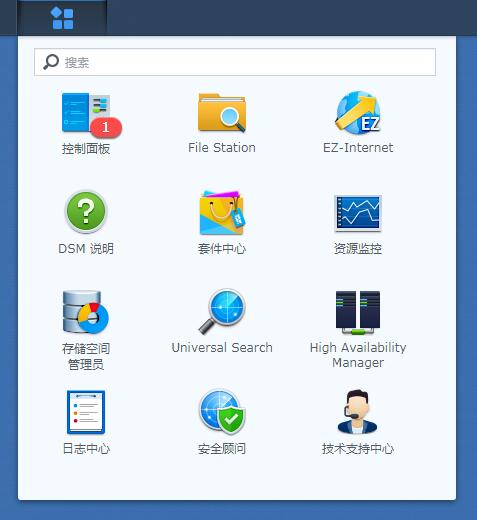 搜索
1
控制面板
File Station
EZ
EZ-Internet
?
DSM 说明
套件中心
资源监控
存储空间
管理员
Universal Search
High Availability
Manager
日志中心
安全顾问
技术支持中心